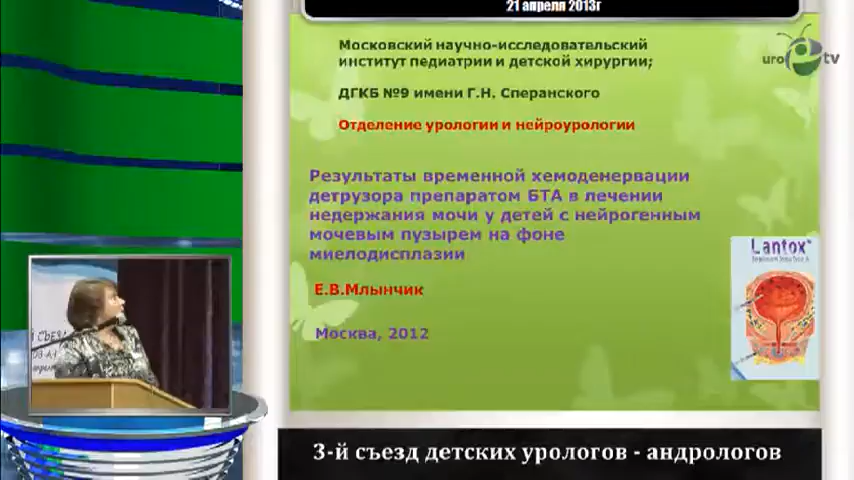 21 апреля 2013г
uro tv
Московский научно-исследовательский
институт педиатрии и детской хирургии;
ДГКБ №9 имени Г.Н. Сперанского
Отделение урологии и нейроурологии
Результаты временной хемоденервации
детрузора препаратом БТА в лечении
недержания мочи у детей с нейрогенным
мочевым пузырем на фоне
миелодисплазии
Lantox
Е.В.Млынчик
Москва, 2012
3-й съезд детских урологов - андрологов